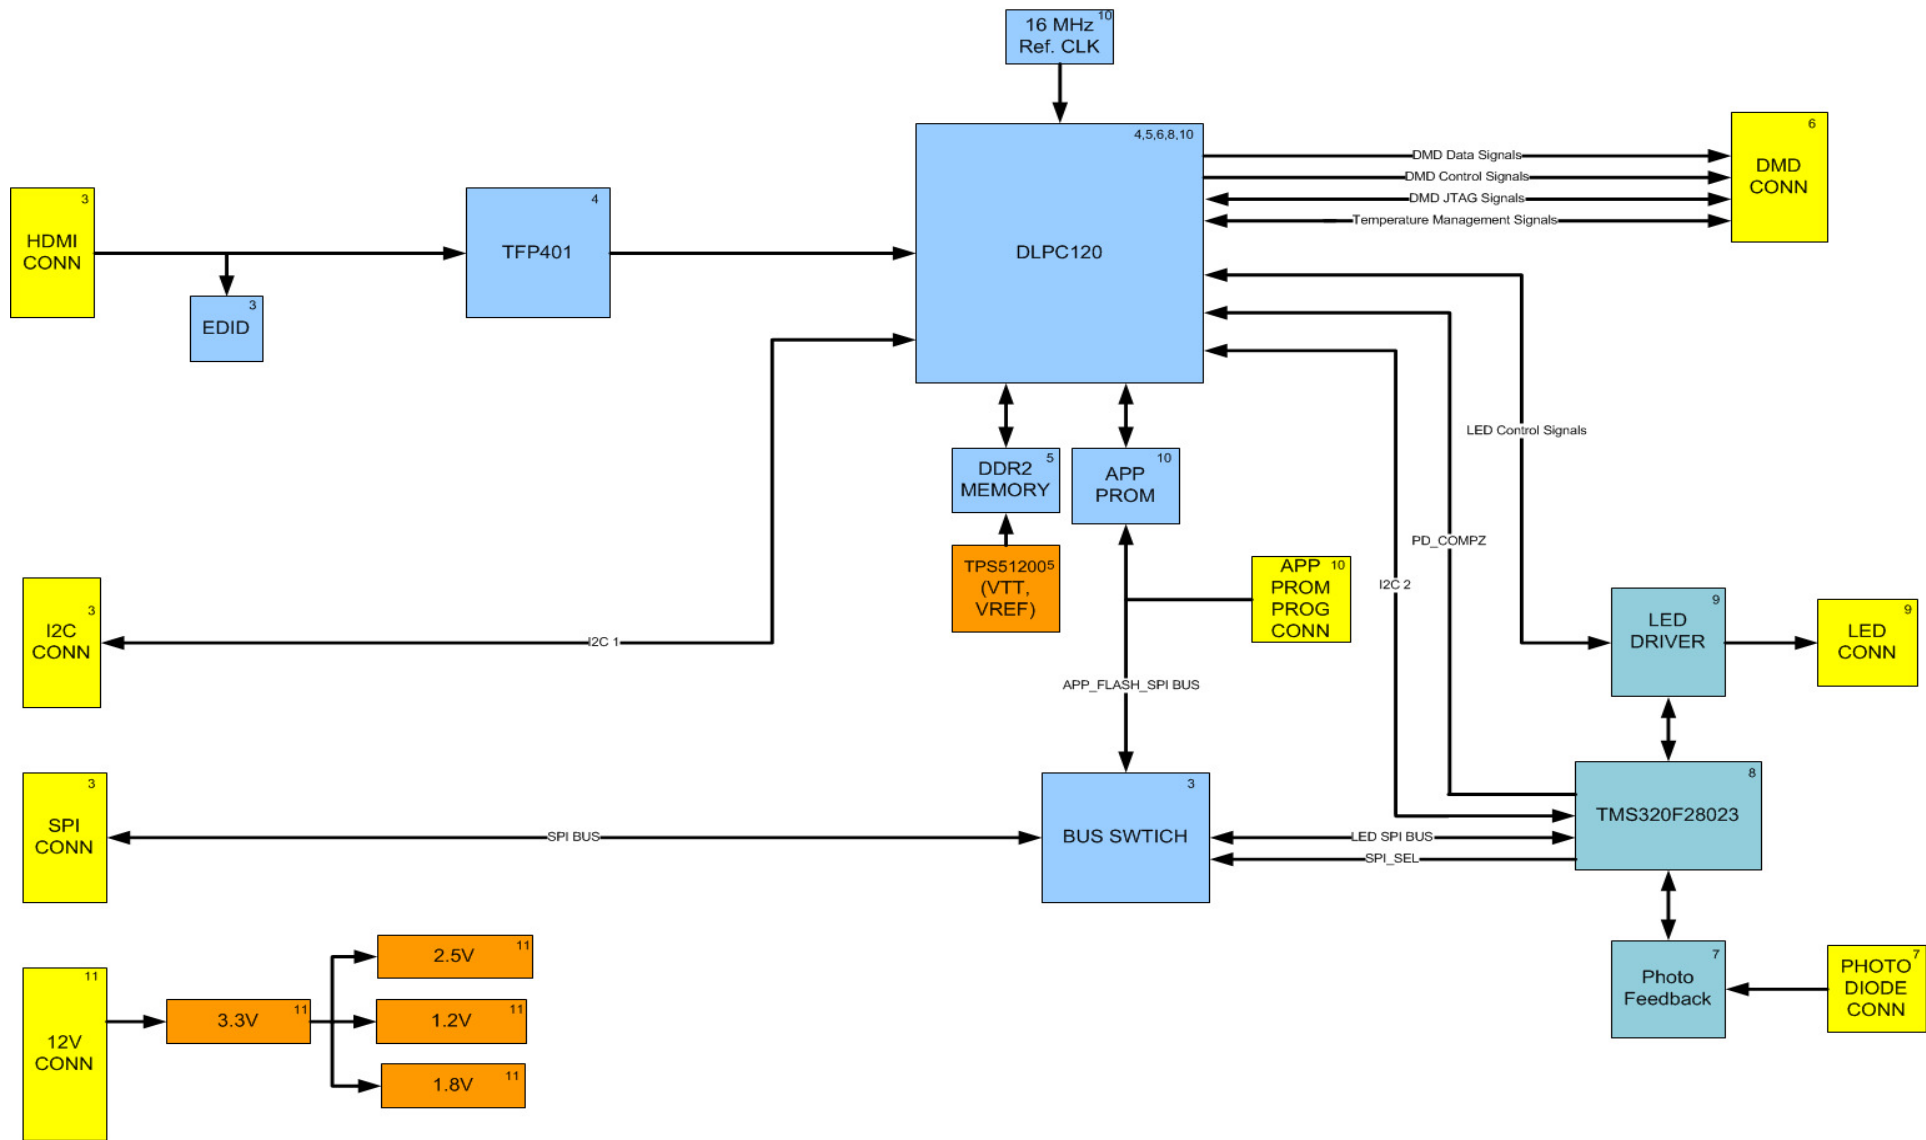 16 MHz 10
Ref. CLK
4,5,6,8,10
DLPC120
DMD Data Signals
DMD Control Signals
DMD JTAG Signals
Temperature Management Signals
6
DMD
CONN
3
HDMI
CONN
4
TFP401
3
EDID
LED Control Signals
5
DDR2
MEMORY
10
APP
PROM
PD_COMPZ
TPS51200 5
(VTT,
VREF)
APP 10
PROM
PROG
CONN
I2C 2
3
I2C
CONN
I2C 1
9
LED
DRIVER
9
LED
CONN
APP_FLASH_SPI BUS
3
SPI
CONN
SPI BUS
3
BUS SWTICH
LED SPI BUS
SPI_SEL
8
TMS320F28023
7
Photo
Feedback
PHOTO 7
DIODE
CONN
11
12V
CONN
3.3V 11
2.5V 11
1.2V 11
1.8V 11